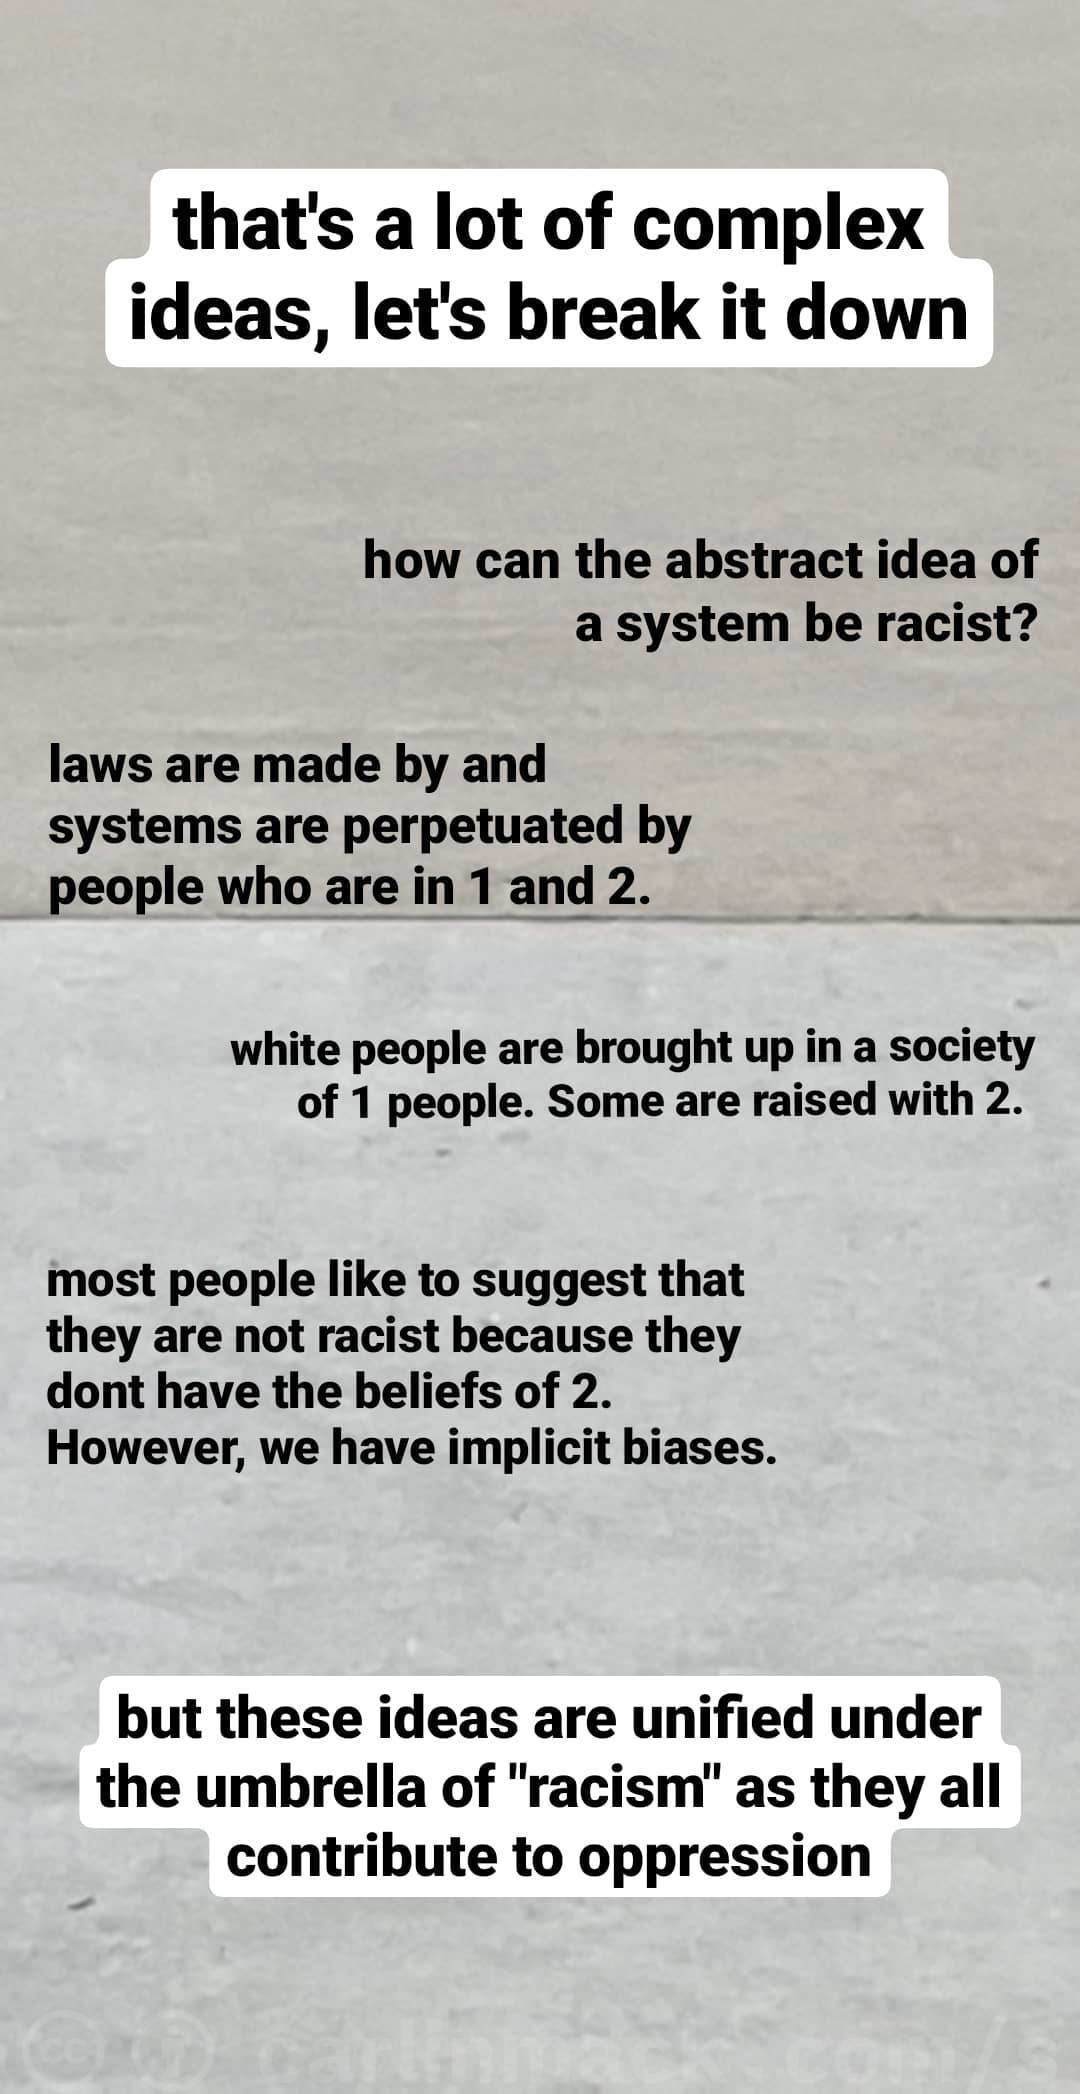 that's a lot of complex
ideas, let's break it down
how can the abstract idea of
a system be racist?
laws are made by and
systems are perpetuated by
people who are in 1 and 2.
white people are brought up in a society
of 1 people. Some are raised with 2.
most people like to suggest that
they are not racist because they
dont have the beliefs of 2.
However, we have implicit biases.
but these ideas are unified under
the umbrella of "racism" as they all
contribute to oppression